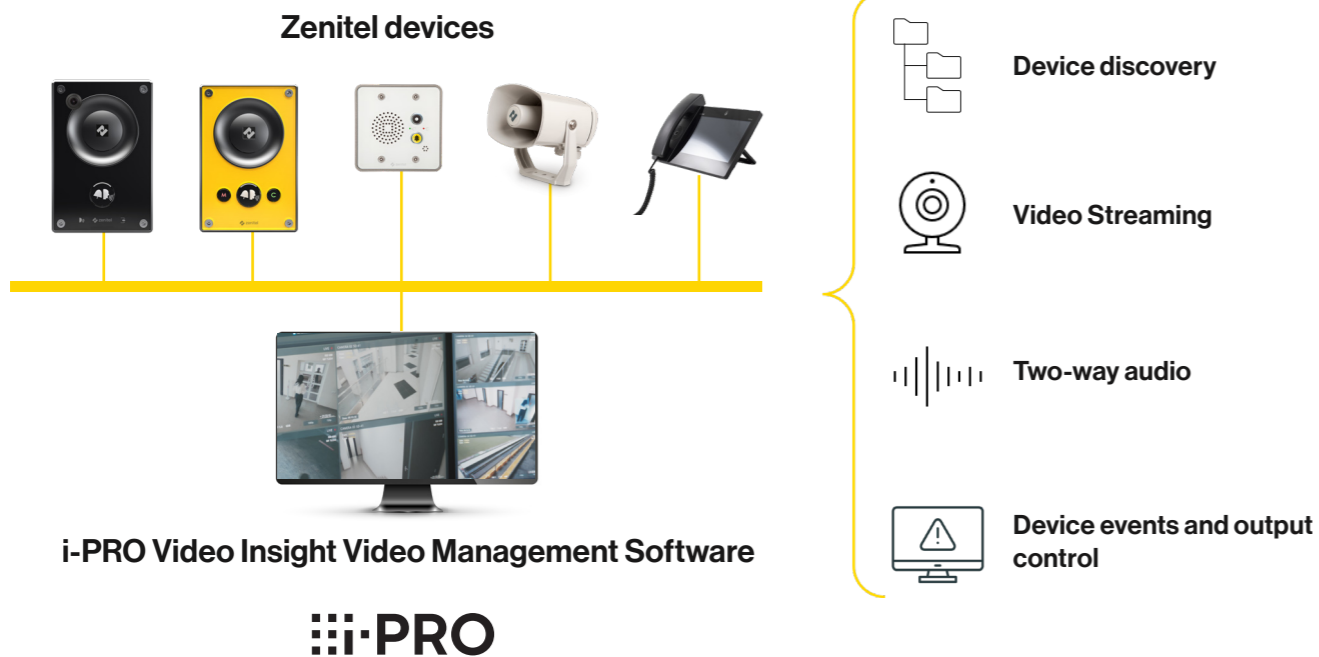 Zenitel devices
M
C
i-PRO Video Insight Video Management Software
i-PRO
Device discovery
Video Streaming
Two-way audio
Device events and output
control